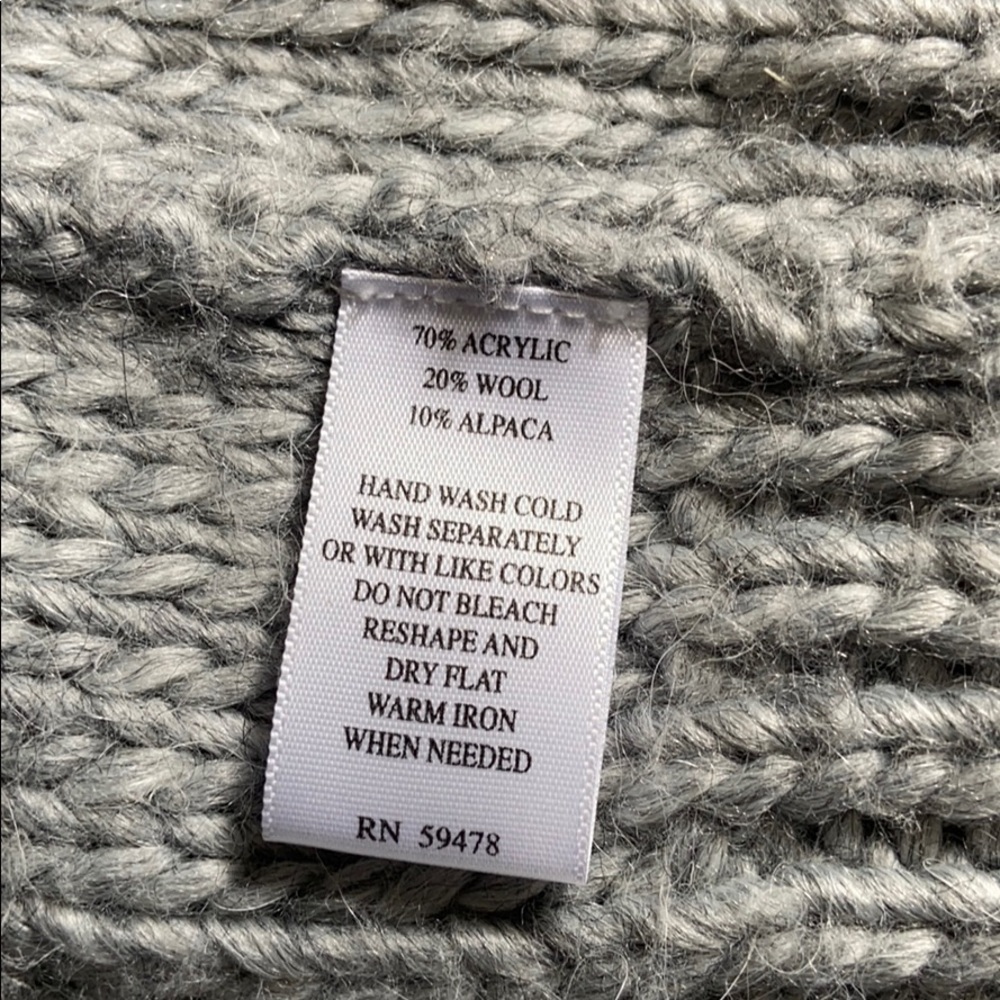 70% ACRYLIC
20% WOOL
10% ALPACA
HAND WASH COLD
WASH SEPARATELY
OR WITH LIKE COLORS
DO NOT BLEACH
RESHAPE AND
DRY FLAT
WARM IRON
WHEN NEEDED
RN 59478